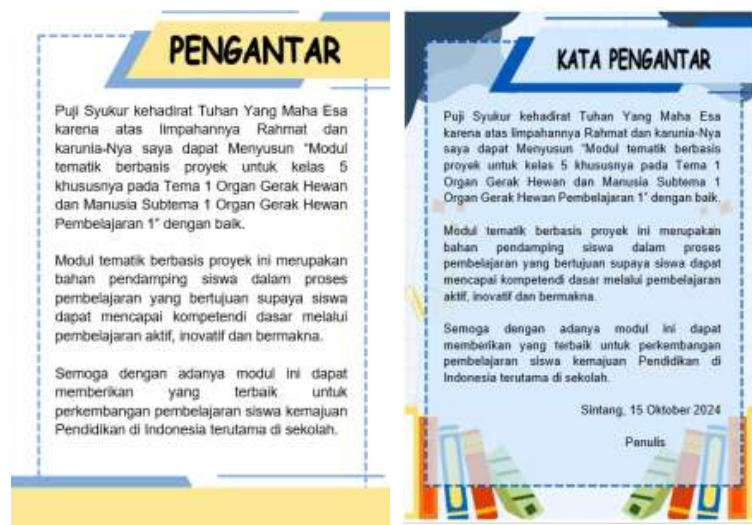 PENGANTAR
Puji Syukur kehadirat Tuhan Yang Maha Esa
karena atas limpahannya Rahmat dan
karunia-Nya saya dapat Menyusun "Modul
tematik berbasis proyek untuk kelas 5
khususnya pada Tema 1 Organ Gerak Hewan
dan Manusia Subtema 1 Organ Gerak Hewan
Pembelajaran 1" dengan baik.
Modul tematik berbasis proyek ini merupakan
bahan pendamping siswa dalam proses
pembelajaran yang bertujuan supaya siswa
dapat mencapai kompetendi dasar melalui
pembelajaran aktif, inovatif dan bermakna.
Semoga dengan adanya modul ini dapat
memberikan yang terbaik untuk
perkembangan pembelajaran siswa kemajuan
Pendidikan di Indonesia terutama di sekolah.
KATA PENGANTAR
Puji Syukur kehadirat Tuhan Yang Maha Esa
karena atas limpahannya Rahmat dan karunia-Nya
saya dapat Menyusun "Modul tematik berbasis
proyek untuk kelas 5 khususnya pada Tema 1
Organ Gerak Hewan dan Manusia Subtema 1
Organ Gerak Hewan Pembelajaran 1" dengan baik.
Modul tematik berbasis proyek ini merupakan
bahan pendamping siswa dalam proses
pembelajaran yang bertujuan supaya siswa dapat
mencapai kompetendi dasar melalui pembelajaran
aktif, inovatif dan bermakna.
Semoga dengan adanya modul ini dapat
memberikan yang terbaik untuk perkembangan
pembelajaran siswa kemajuan Pendidikan di
Indonesia terutama di sekolah.
Sintang, 15 Oktober 2024
Penulis